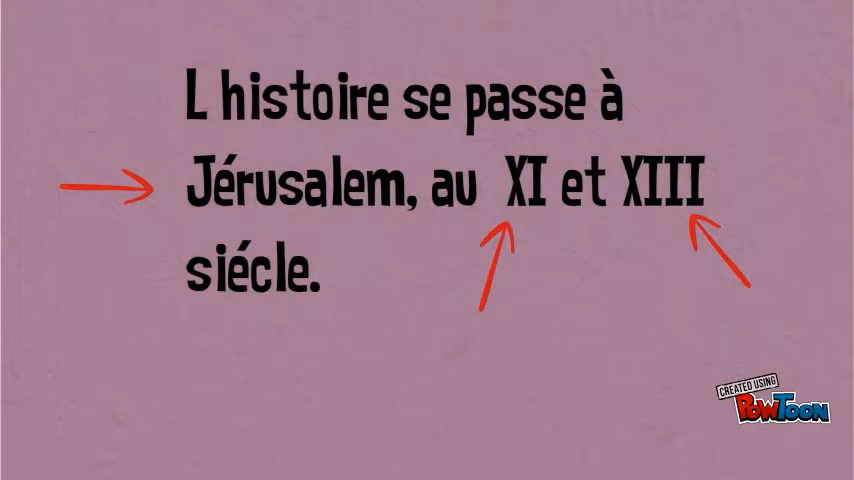 L histoire se passe à
Jérusalem, au XI et XIII
siécle.
CREATED USING
POWTOON